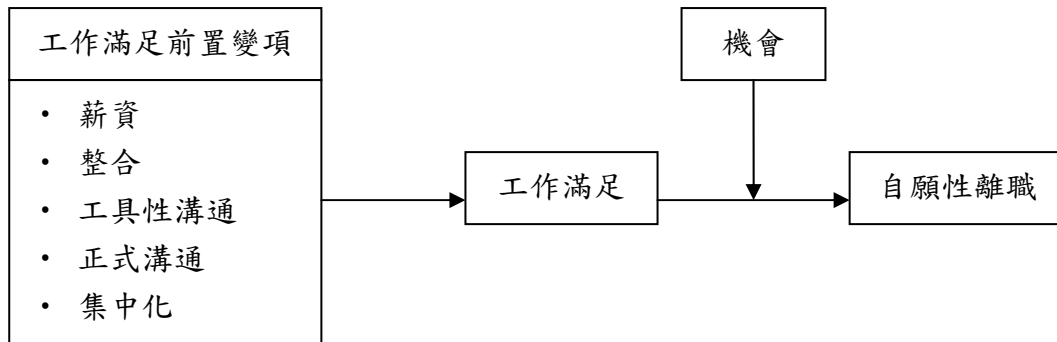 工作滿足前置變項
機會
• 薪資
• 整合
• 工具性溝通
• 正式溝通
• 集中化
工作滿足
自願性離職